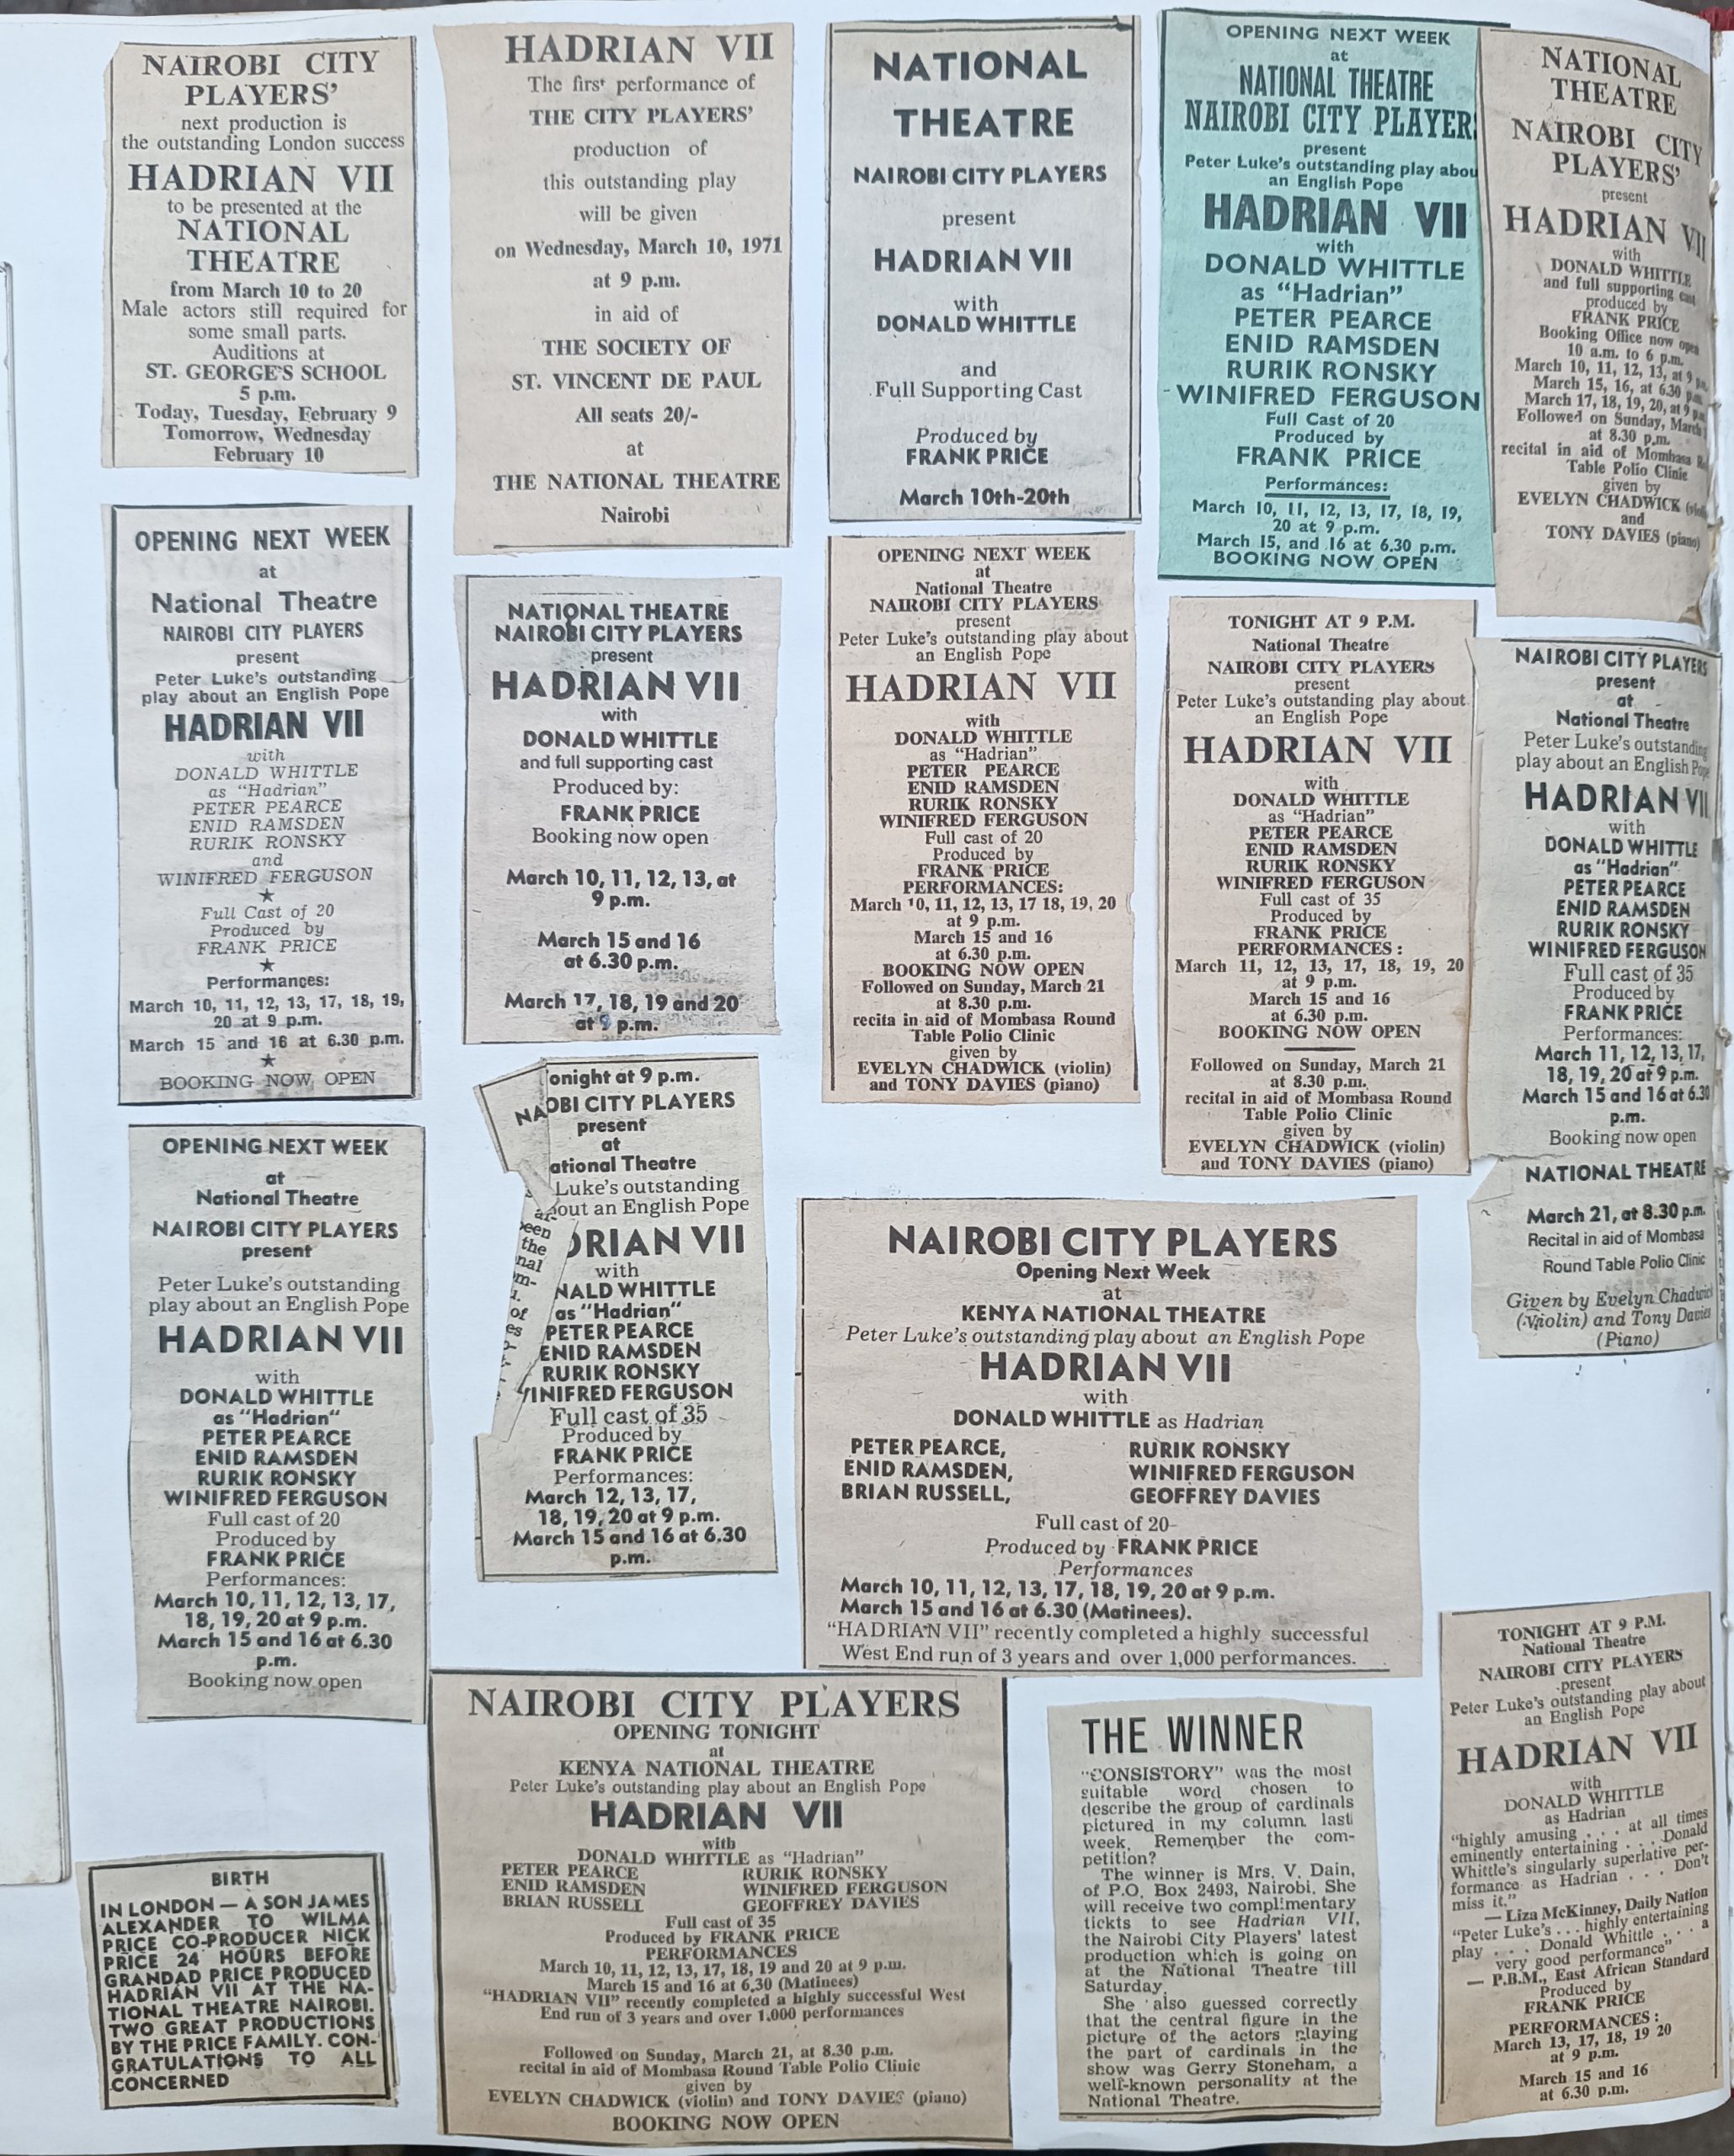 NAIROBI CITY
PLAYERS'
next production is
the outstanding London success
HADRIAN VII
to be presented at the
NATIONAL
THEATRE
from March 10 to 20
Male actors still required for
some small parts.
Auditions at
ST. GEORGE'S SCHOOL
5 p.m.
Today, Tuesday, February 9
Tomorrow, Wednesday
February 10
HADRIAN VII
The first performance of
THE CITY PLAYERS'
production of
this outstanding play
will be given
on Wednesday, March 10, 1971
at 9 p.m.
in aid of
THE SOCIETY OF
ST. VINCENT DE PAUL
All seats 20/-
at
THE NATIONAL THEATRE
Nairobi
NATIONAL
THEATRE
NAIROBI CITY PLAYERS
present
HADRIAN VII
with
DONALD WHITTLE
and
Full Supporting Cast
Produced by
FRANK PRICE
March 10th-20th
OPENING NEXT WEEK
at
NATIONAL THEATRE
NAIROBI CITY PLAYER
present
Peter Luke's outstanding play abou
an English Pope
HADRIAN VII
with
DONALD WHITTLE
as "Hadrian"
PETER PEARCE
ENID RAMSDEN
RURIK RONSKY
WINIFRED FERGUSON
Full Cast of 20
Produced by
FRANK PRICE
Performances:
March 10, 11, 12, 13, 17, 18, 19,
20 at 9 p.m.
March 15, and 16 at 6.30 p.m.
BOOKING NOW OPEN
NATIONAL
THEATRE
NAIROBI CITY
PLAYERS'
present
HADRIAN VII
with
DONALD WHITTLE
and full supporting cast
produced by
FRANK PRICE
Booking Office now open
10 a.m. to 6 p.m.
March 10, 11, 12, 13, at 9 p.m.
March 15, 16, at 6.30 p.m.
March 17, 18, 19, 20, at 9 p.m.
Followed on Sunday, March
at 8.30 p.m.
recital in aid of Mombasa
Table Polio Clinic
given by
EVELYN CHADWICK
and
TONY DAVIES (piano)
OPENING NEXT WEEK
at
National Theatre
NAIROBI CITY PLAYERS
present
Peter Luke's outstanding
play about an English Pope
HADRIAN VII
with
DONALD WHITTLE
as "Hadrian"
PETER PEARCE
ENID RAMSDEN
RURIK RONSKY
and
WINIFRED FERGUSON
★
Full Cast of 20
Produced by
FRANK PRICE
★
Performances:
March 10, 11, 12, 13, 17, 18, 19,
20 at 9 p.m.
March 15 and 16 at 6.30 p.m.
★
BOOKING NOW OPEN
NATIONAL THEATRE
NAIROBI CITY PLAYERS
present
HADRIAN VII
with
DONALD WHITTLE
and full supporting cast
Produced by:
FRANK PRICE
Booking now open
March 10, 11, 12, 13, at
9 p.m.
March 15 and 16
at 6.30 p.m.
March 17, 18, 19 and 20
at 9 p.m.
OPENING NEXT WEEK
at
National Theatre
NAIROBI CITY PLAYERS
present
Peter Luke's outstanding play about
an English Pope
HADRIAN VII
with
DONALD WHITTLE
as "Hadrian"
PETER PEARCE
ENID RAMSDEN
RURIK RONSKY
WINIFRED FERGUSON
Full cast of 20
Produced by
FRANK PRICE
PERFORMANCES:
March 10, 11, 12, 13, 17 18, 19, 20
at 9 p.m.
March 15 and 16
at 6.30 p.m.
BOOKING NOW OPEN
Followed on Sunday, March 21
at 8.30 p.m.
recita in aid of Mombasa Round
Table Polio Clinic
given by
EVELYN CHADWICK (violin)
and TONY DAVIES (piano)
TONIGHT AT 9 P.M.
National Theatre
NAIROBI CITY PLAYERS
present
Peter Luke's outstanding play about
an English Pope
HADRIAN VII
with
DONALD WHITTLE
as "Hadrian"
PETER PEARCE
ENID RAMSDEN
RURIK RONSKY
WINIFRED FERGUSON
Full cast of 35
Produced by
FRANK PRICE
PERFORMANCES :
March 11, 12, 13, 17, 18, 19, 20
at 9 p.m.
March 15 and 16
at 6.30 p.m.
BOOKING NOW OPEN
Followed on Sunday, March 21
at 8.30 p.m.
recital in aid of Mombasa Round
Table Polio Clinic
given by
EVELYN CHADWICK (violin)
and TONY DAVIES (piano)
NAIROBI CITY PLAYERS
present
at
National Theatre
Peter Luke's outstanding
play about an English Pope
HADRIAN VII
with
DONALD WHITTLE
as "Hadrian"
PETER PEARCE
ENID RAMSDEN
RURIK RONSKY
WINIFRED FERGUSON
Full cast of 35
Produced by
FRANK PRICE
Performances:
March 11, 12, 13, 17,
18, 19, 20 at 9 p.m.
March 15 and 16 at 6.30
p.m.
Booking now open
NATIONAL THEATRE
March 21, at 8.30 p.m.
Recital in aid of Mombasa
Round Table Polio Clinic
Given by Evelyn Chadwick
(Violin) and Tony Davies
(Piano)
OPENING NEXT WEEK
at
National Theatre
NAIROBI CITY PLAYERS
present
Peter Luke's outstanding
play about an English Pope
HADRIAN VII
with
DONALD WHITTLE
as "Hadrian"
PETER PEARCE
ENID RAMSDEN
RURIK RONSKY
WINIFRED FERGUSON
Full cast of 20
Produced by
FRANK PRICE
Performances:
March 10, 11, 12, 13, 17,
18, 19, 20 at 9 p.m.
March 15 and 16 at 6.30
p.m.
Booking now open
onight at 9 p.m.
NA OBI CITY PLAYERS
present
at
ational Theatre
Luke's outstanding
out an English Pope
DRIAN VII
with
NALD WHITTLE
as "Hadrian"
PETER PEARCE
ENID RAMSDEN
RURIK RONSKY
WINIFRED FERGUSON
Full cast of 35
Produced by
FRANK PRICE
Performances:
March 12, 13, 17,
18, 19, 20 at 9 p.m.
March 15 and 16 at 6.30
p.m.
been
the
nal
m-
of
es
NAIROBI CITY PLAYERS
Opening Next Week
at
KENYA NATIONAL THEATRE
Peter Luke's outstanding play about an English Pope
HADRIAN VII
with
DONALD WHITTLE as Hadrian
PETER PEARCE, RURIK RONSKY
ENID RAMSDEN, WINIFRED FERGUSON
BRIAN RUSSELL, GEOFFREY DAVIES
Full cast of 20
Produced by FRANK PRICE
Performances
March 10, 11, 12, 13, 17, 18, 19, 20 at 9 p.m.
March 15 and 16 at 6.30 (Matinees).
"HADRIAN VII" recently completed a highly successful
West End run of 3 years and over 1,000 performances.
BIRTH
IN LONDON — A SON JAMES
ALEXANDER TO WILMA
PRICE CO-PRODUCER NICK
PRICE 24 HOURS BEFORE
GRANDAD PRICE PRODUCED
HADRIAN VII AT THE NA-
TIONAL THEATRE NAIROBI.
TWO GREAT PRODUCTIONS
BY THE PRICE FAMILY. CON-
GRATULATIONS TO ALL
CONCERNED
NAIROBI CITY PLAYERS
OPENING TONIGHT
at
KENYA NATIONAL THEATRE
Peter Luke's outstanding play about an English Pope
HADRIAN VII
with
DONALD WHITTLE as "Hadrian"
PETER PEARCE RURIK RONSKY
ENID RAMSDEN WINIFRED FERGUSON
BRIAN RUSSELL GEOFFREY DAVIES
Full cast of 35
Produced by FRANK PRICE
PERFORMANCES
March 10, 11, 12, 13, 17, 18, 19 and 20 at 9 p.m.
March 15 and 16 at 6.30 (Matinees)
"HADRIAN VII" recently completed a highly successful West
End run of 3 years and over 1,000 performances
Followed on Sunday, March 21, at 8.30 p.m.
recital in aid of Mombasa Round Table Polio Clinic
given by
EVELYN CHADWICK (violin) and TONY DAVIES (piano)
BOOKING NOW OPEN
THE WINNER
"CONSISTORY" was the most
suitable word chosen to
describe the group of cardinals
pictured in my column last
week. Remember the com-
petition?
The winner is Mrs. V. Dain,
of P.O. Box 2493, Nairobi. She
will receive two complimentary
tickts to see Hadrian VII,
the Nairobi City Players' latest
production which is going on
at the National Theatre till
Saturday.
She also guessed correctly
that the central figure in the
picture of the actors playing
the part of cardinals in the
show was Gerry Stoneham, a
well-known personality at the
National Theatre.
TONIGHT AT 9 P.M.
National Theatre
NAIROBI CITY PLAYERS
present
Peter Luke's outstanding play about
an English Pope
HADRIAN VII
with
DONALD WHITTLE
as Hadrian
"highly amusing . . . at all times
eminently entertaining . . . Donald
Whittle's singularly superlative per-
formance as Hadrian . . . Don't
miss it."
— Liza McKinney, Daily Nation
"Peter Luke's . . . highly entertaining
play . . . Donald Whittle . . . a
very good performance"
— P.B.M., East African Standard
Produced by
FRANK PRICE
PERFORMANCES :
March 13, 17, 18, 19 20
at 9 p.m.
March 15 and 16
at 6.30 p.m.